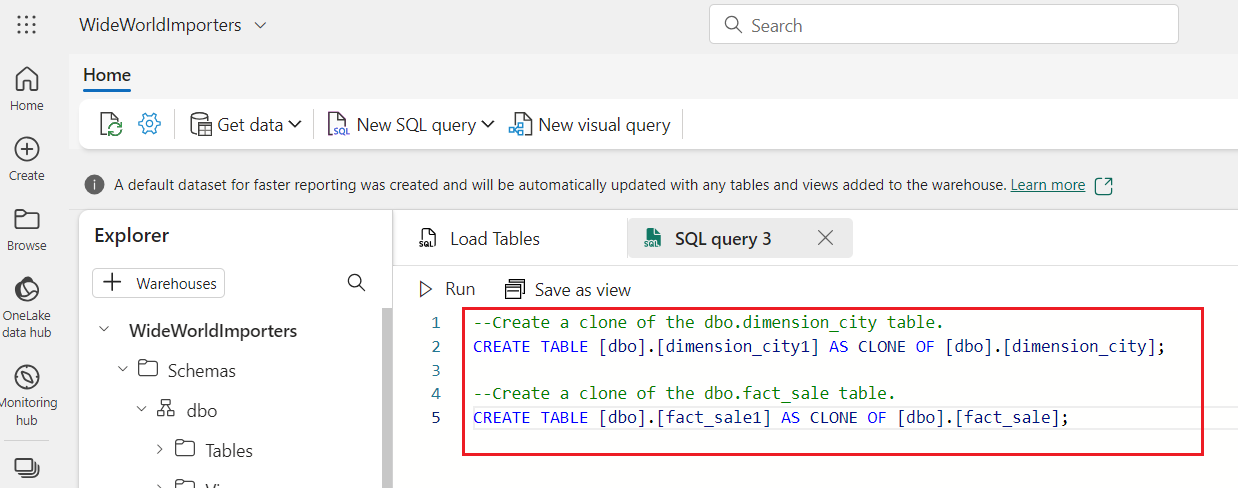 WideWorldImporters
Search
Home
Home
Get data
New SQL query
New visual query
Create
A default dataset for faster reporting was created and will be automatically updated with any tables and views added to the warehouse. Learn more
Browse
Explorer
SQL Load Tables
SQL SQL query 3
Warehouses
Run
Save as view
OneLake
data hub
WideWorldImporters
Schemas
dbo
Tables
Monitoring
hub
1 --Create a clone of the dbo.dimension_city table.
2 CREATE TABLE [dbo].[dimension_city1] AS CLONE OF [dbo].[dimension_city];
3
4 --Create a clone of the dbo.fact_sale table.
5 CREATE TABLE [dbo].[fact_sale1] AS CLONE OF [dbo].[fact_sale];